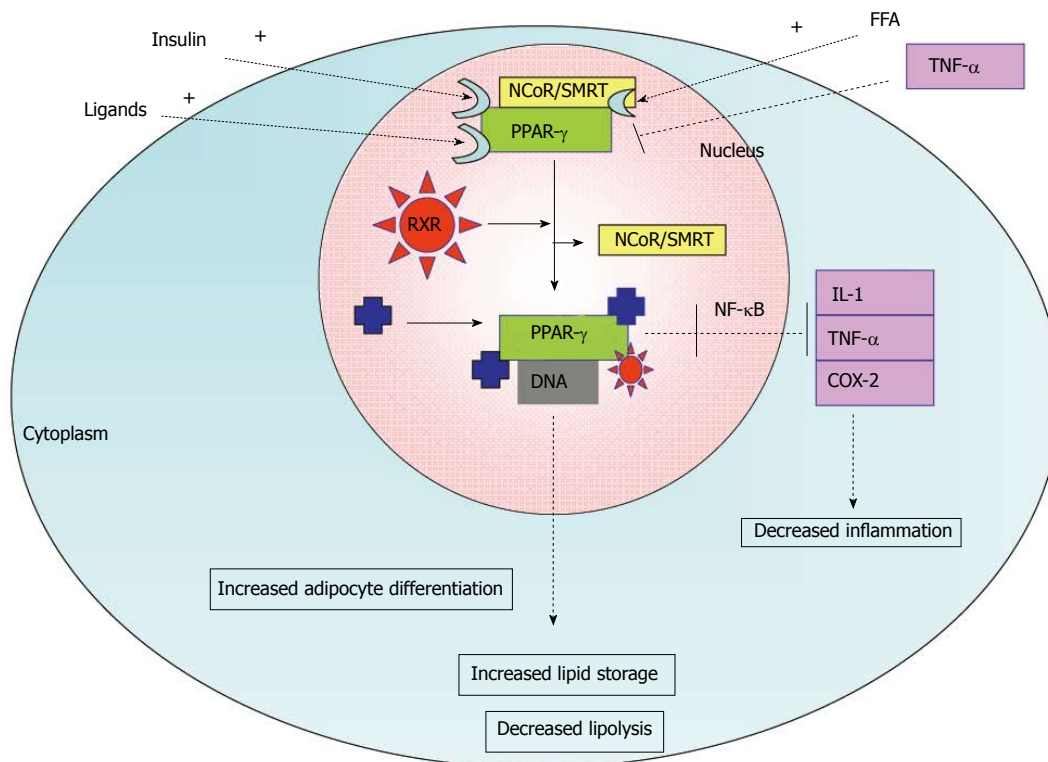 Insulin
+
+
FFA
TNF-α
Ligands
+
NCoR/SMRT
PPAR-γ
Nucleus
RXR
NCoR/SMRT
IL-1
NF-κB
PPAR-γ
TNF-α
DNA
COX-2
Cytoplasm
Decreased inflammation
Increased adipocyte differentiation
Increased lipid storage
Decreased lipolysis